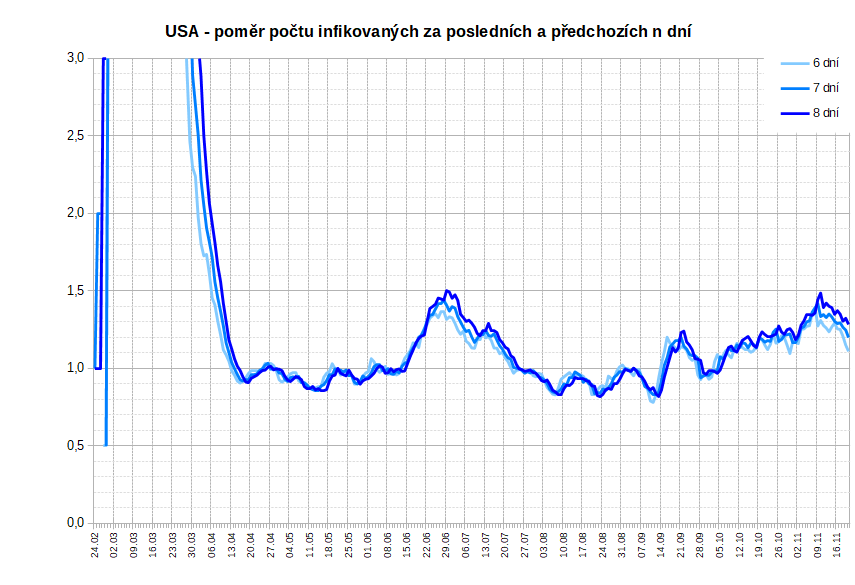 USA - poměr počtu infikovaných za posledních a předchozích n dní
3,0
2,5
2,0
1,5
1,0
0,5
0,0
6 dní
7 dní
8 dní
24.02 02.03 09.03 16.03 23.03 30.03 06.04 13.04 20.04 27.04 04.05 11.05 18.05 25.05 01.06 08.06 15.06 22.06 29.06 06.07 13.07 20.07 27.07 03.08 10.08 17.08 24.08 31.08 07.09 14.09 21.09 28.09 05.10 12.10 19.10 26.10 02.11 09.11 16.11